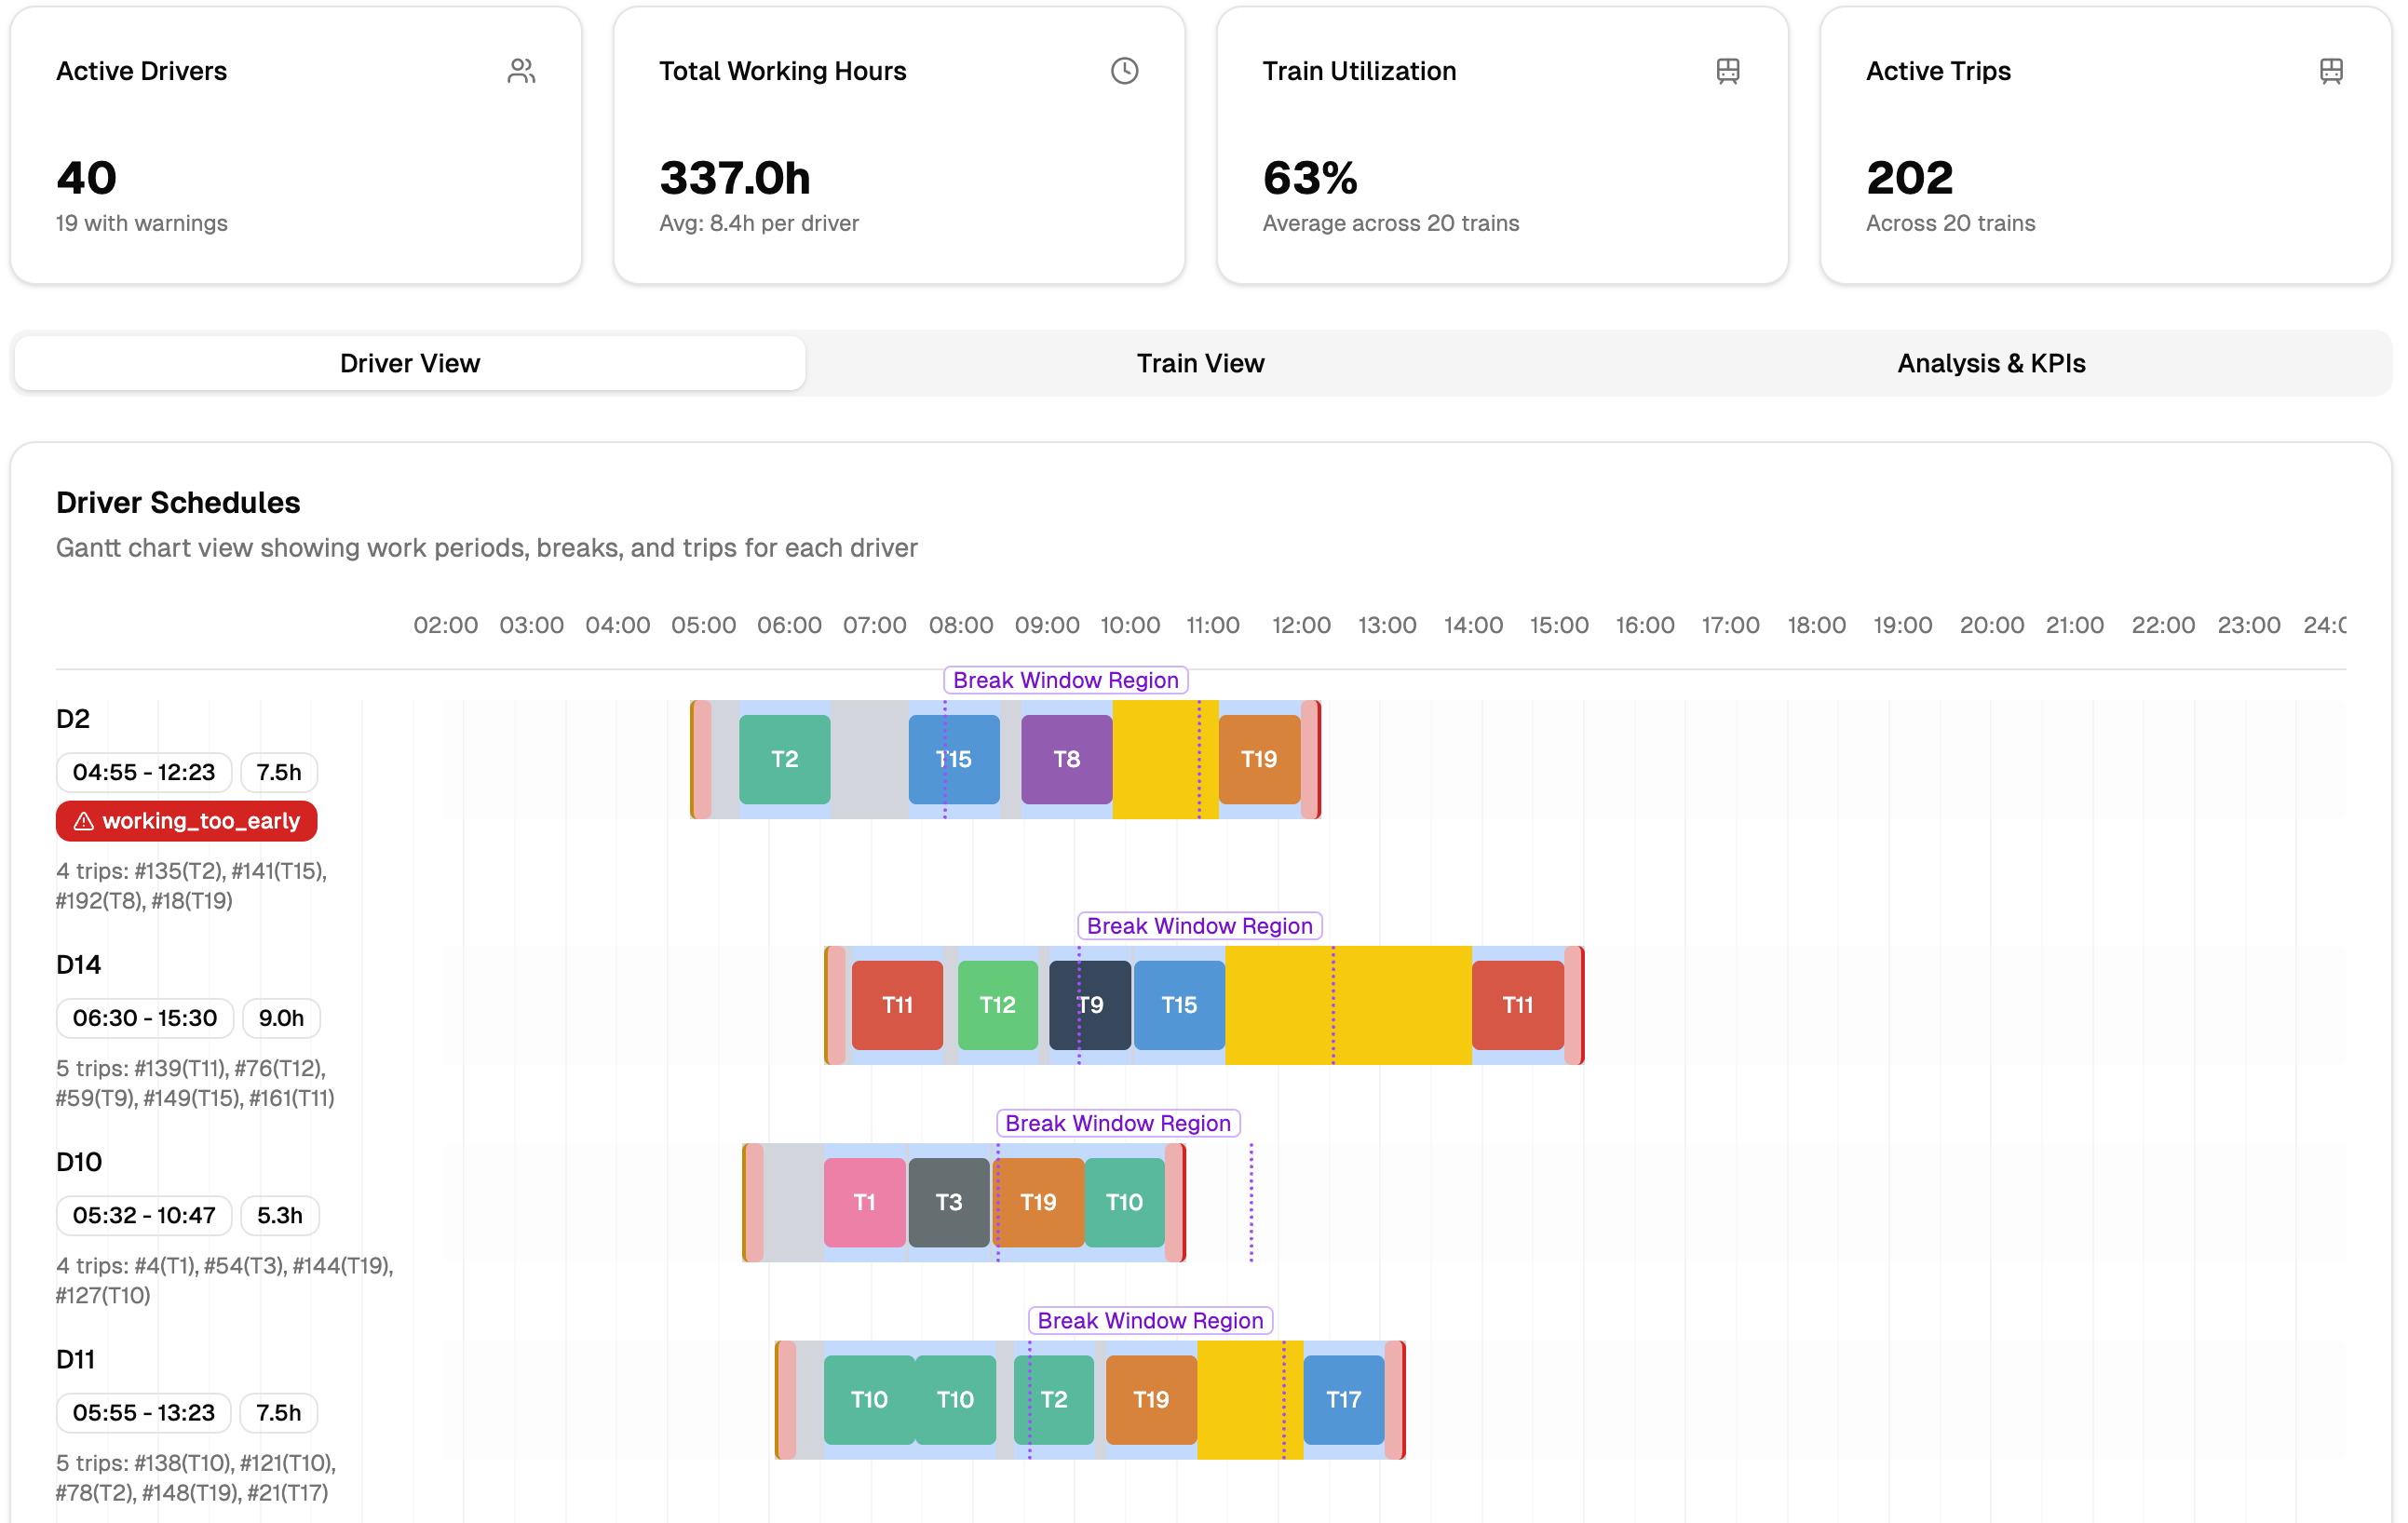 Active Drivers
40
19 with warnings
Total Working Hours
337.0h
Avg: 8.4h per driver
Train Utilization
63%
Average across 20 trains
Active Trips
202
Across 20 trains
Driver View
Train View
Analysis & KPIs
Driver Schedules
Gantt chart view showing work periods, breaks, and trips for each driver
02:00 03:00 04:00 05:00 06:00 07:00 08:00 09:00 10:00 11:00 12:00 13:00 14:00 15:00 16:00 17:00 18:00 19:00 20:00 21:00 22:00 23:00
Break Window Region
D2
04:55 - 12:23 7.5h
working_too_early
4 trips: #135(T2), #141(T15),
#192(T8), #18(T19)
T2 T15 T8 T19
Break Window Region
D14
06:30 - 15:30 9.0h
5 trips: #139(T11), #76(T12),
#59(T9), #149(T15), #161(T11)
T11 T12 T9 T15 T11
Break Window Region
D10
05:32 - 10:47 5.3h
4 trips: #4(T1), #54(T3), #144(T19),
#127(T10)
T1 T3 T19 T10
Break Window Region
D11
05:55 - 13:23 7.5h
5 trips: #138(T10), #121(T10),
#78(T2), #148(T19), #21(T17)
T10 T10 T2 T19 T17